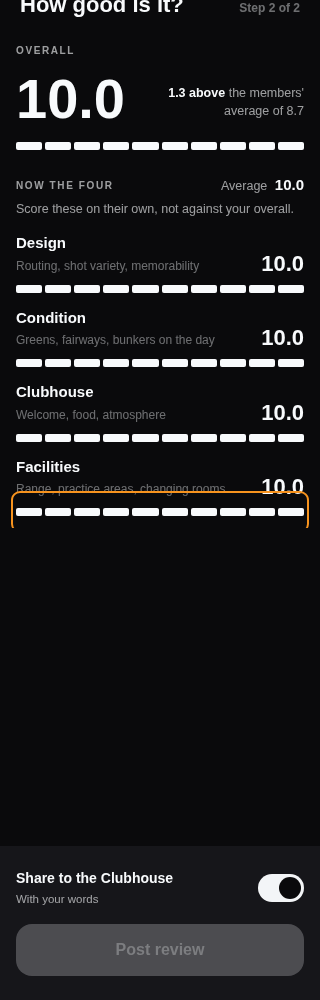 How good is it?
Step 2 of 2
OVERALL
10.0
1.3 above the members'
average of 8.7
NOW THE FOUR
Average 10.0
Score these on their own, not against your overall.
Design
Routing, shot variety, memorability
10.0
Condition
Greens, fairways, bunkers on the day
10.0
Clubhouse
Welcome, food, atmosphere
10.0
Facilities
Range, practice areas, changing rooms
10.0
Share to the Clubhouse
With your words
Post review